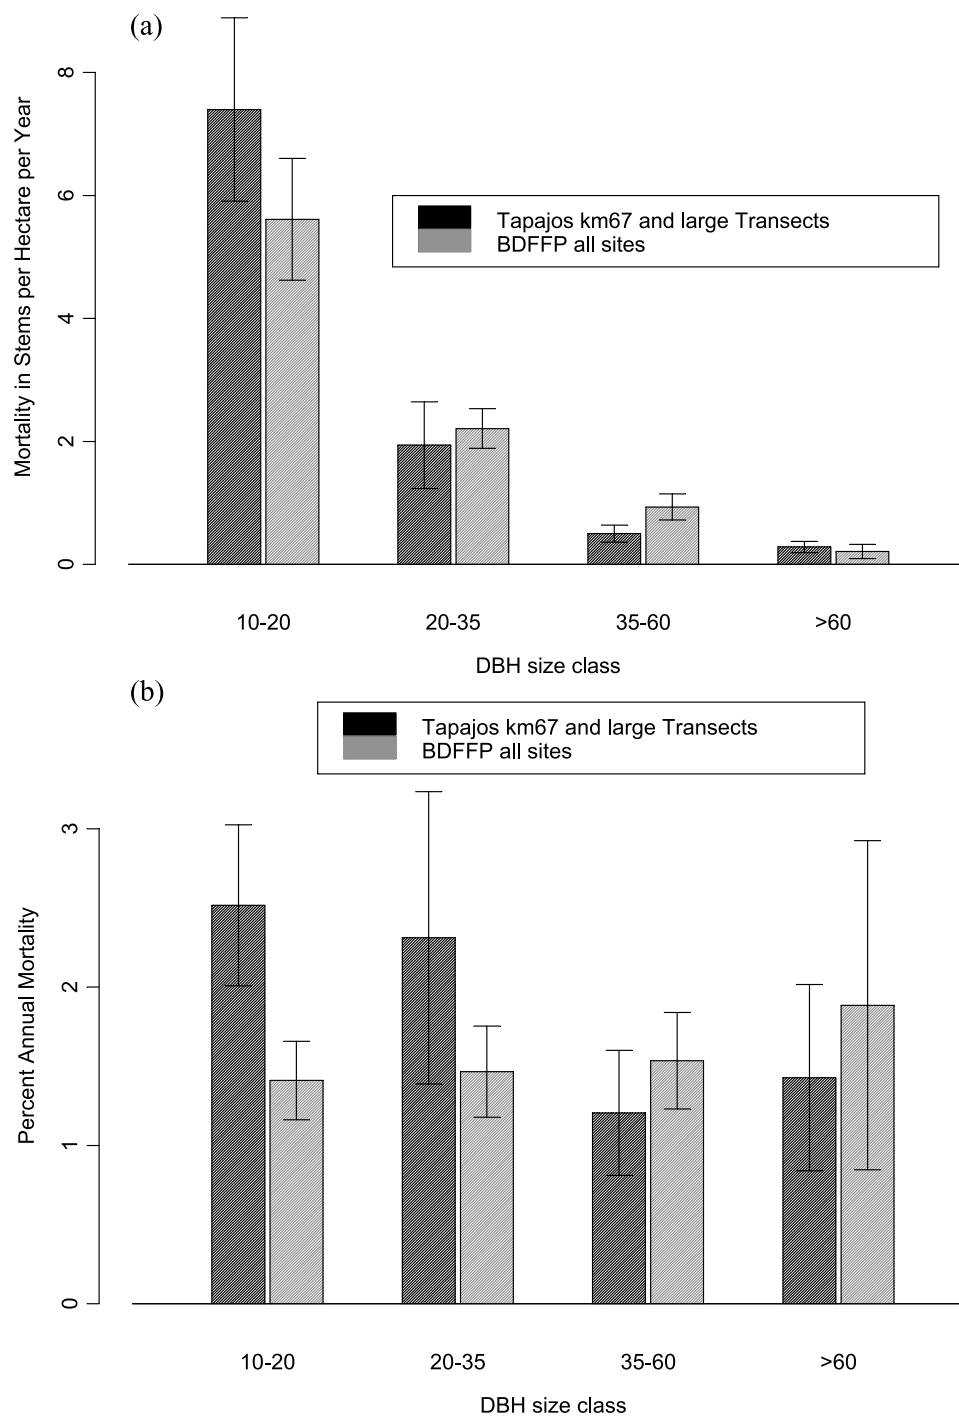 (a)
Mortality in Stems per Hectare per Year
8
6
4
2
0
Tapajos km67 and large Transects
BDFFP all sites
10-20 20-35 35-60 >60
DBH size class
(b)
Tapajos km67 and large Transects
BDFFP all sites
Percent Annual Mortality
3
2
1
0
10-20 20-35 35-60 >60
DBH size class